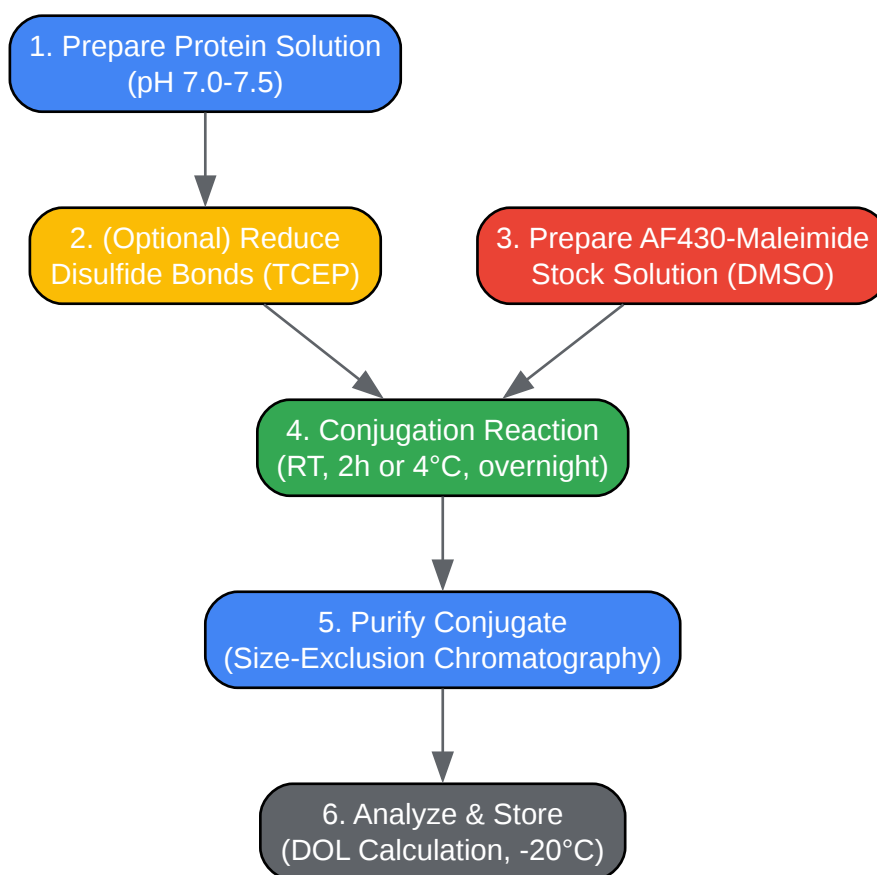 1. Prepare Protein Solution
(pH 7.0-7.5)
2. (Optional) Reduce
Disulfide Bonds (TCEP)
3. Prepare AF430-Maleimide
Stock Solution (DMSO)
4. Conjugation Reaction
(RT, 2h or 4°C, overnight)
5. Purify Conjugate
(Size-Exclusion Chromatography)
6. Analyze & Store
(DOL Calculation, -20°C)